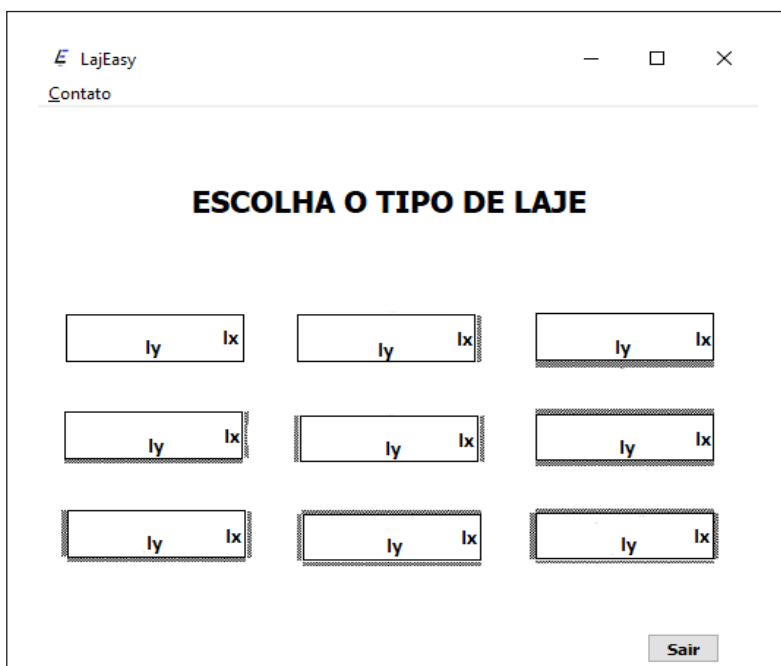 LajEasy
Contato
ESCOLHA O TIPO DE LAJE
ly lx ly lx ly lx
ly lx ly lx ly lx
ly lx ly lx ly lx
Sair